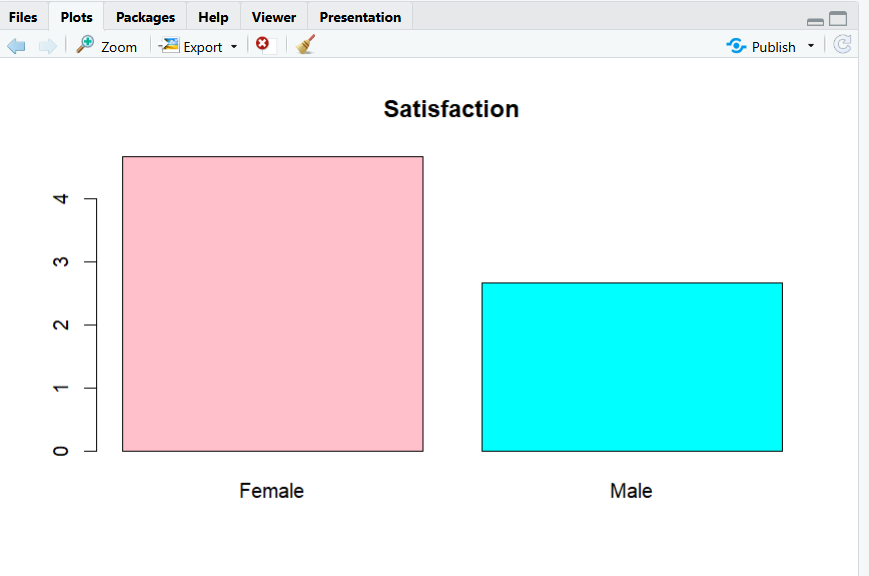 Files Plots Packages Help Viewer Presentation
Zoom Export Publish
Satisfaction
4
3
2
1
0
Female Male